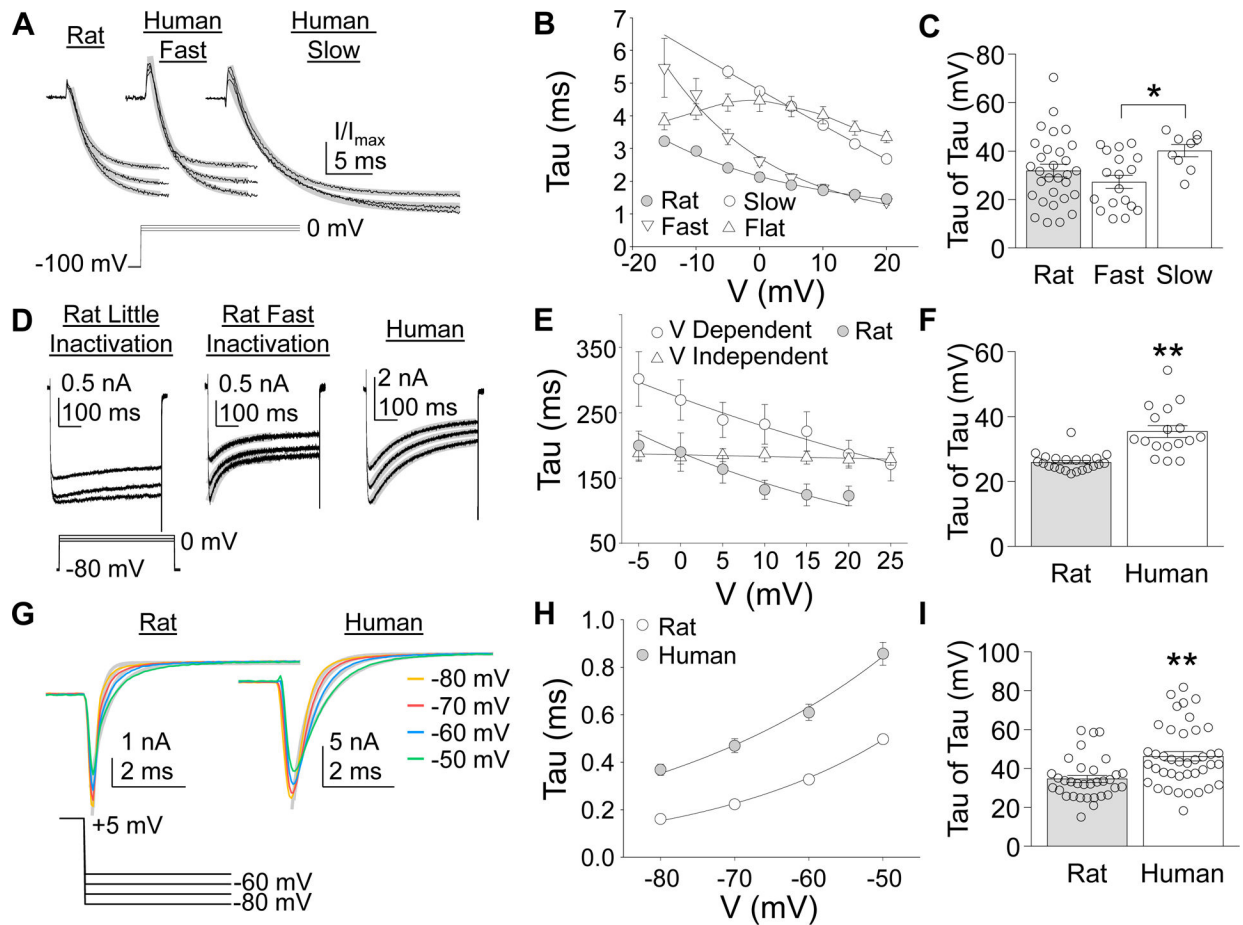 A
Rat
Human
Fast
Human
Slow
I/Imax
5 ms
0 mV
-100 mV
B
Tau (ms)
7
6
5
4
3
2
1
0
Rat
Slow
Fast
Flat
-20
-10
0
10
20
V (mV)
C
Tau of Tau (mV)
80
60
40
20
0
*
Rat
Fast
Slow
D
Rat Little
Inactivation
Rat Fast
Inactivation
Human
0.5 nA
100 ms
0.5 nA
100 ms
2 nA
100 ms
0 mV
-80 mV
E
Tau (ms)
350
250
150
50
V Dependent
Rat
V Independent
-5
0
5
10
15
20
25
V (mV)
F
Tau of Tau (mV)
60
40
20
0
**
Rat
Human
G
Rat
Human
-80 mV
-70 mV
-60 mV
-50 mV
1 nA
2 ms
5 nA
2 ms
+5 mV
-60 mV
-80 mV
H
Tau (ms)
1.0
0.8
0.6
0.4
0.2
0.0
Rat
Human
-80
-70
-60
-50
V (mV)
I
Tau of Tau (mV)
100
80
60
40
20
0
**
Rat
Human